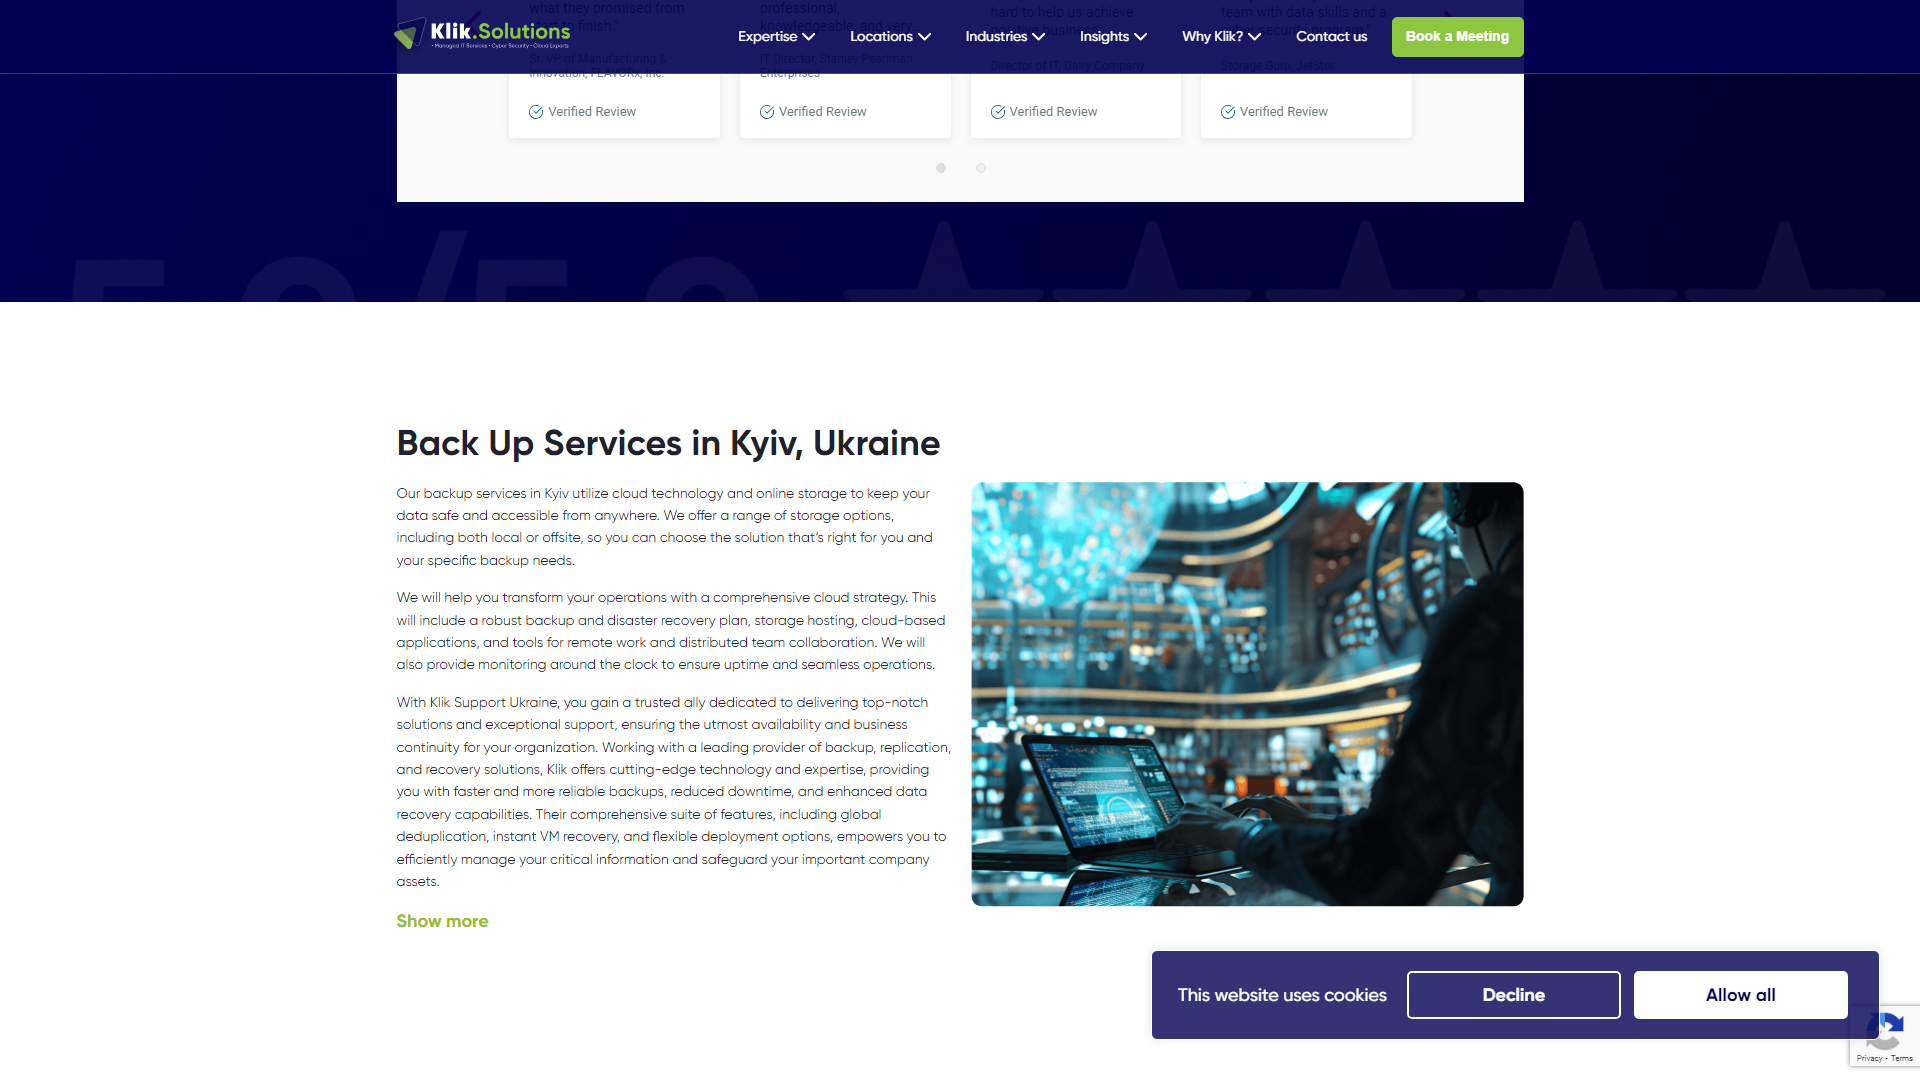 Klik.Solutions
• Managed IT Services • Cyber Security • Cloud Experts
Expertise
Locations
Industries
Insights
Why Klik?
Contact us
Book a Meeting
what they promised from
start to finish."
Sr. VP of Manufacturing &
Innovation, FLAVORx, Inc.
Verified Review
professional,
knowledgeable, and very
IT Director, Stanley Pearlman
Enterprises
Verified Review
hard to help us achieve
Director of IT, Dairy Company
Verified Review
team with data skills and a
Storage Guru, JetStor
Verified Review
5.0/5.0
Back Up Services in Kyiv, Ukraine
Our backup services in Kyiv utilize cloud technology and online storage to keep your
data safe and accessible from anywhere. We offer a range of storage options,
including both local or offsite, so you can choose the solution that’s right for you and
your specific backup needs.
We will help you transform your operations with a comprehensive cloud strategy. This
will include a robust backup and disaster recovery plan, storage hosting, cloud-based
applications, and tools for remote work and distributed team collaboration. We will
also provide monitoring around the clock to ensure uptime and seamless operations.
With Klik Support Ukraine, you gain a trusted ally dedicated to delivering top-notch
solutions and exceptional support, ensuring the utmost availability and business
continuity for your organization. Working with a leading provider of backup, replication,
and recovery solutions, Klik offers cutting-edge technology and expertise, providing
you with faster and more reliable backups, reduced downtime, and enhanced data
recovery capabilities. Their comprehensive suite of features, including global
deduplication, instant VM recovery, and flexible deployment options, empowers you to
efficiently manage your critical information and safeguard your important company
assets.
Show more
This website uses cookies
Decline
Allow all
Privacy - Terms